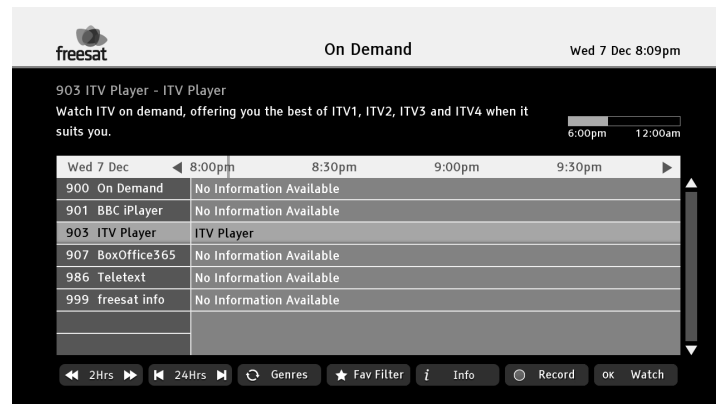 freesat
On Demand
Wed 7 Dec 8:09pm
903 ITV Player - ITV Player
Watch ITV on demand, offering you the best of ITV1, ITV2, ITV3 and ITV4 when it
suits you.
6:00pm 12:00am
Wed 7 Dec 8:00pm 8:30pm 9:00pm 9:30pm
900 On Demand No Information Available
901 BBC iPlayer No Information Available
903 ITV Player ITV Player
907 BoxOffice365 No Information Available
986 Teletext No Information Available
999 freesat info No Information Available
2Hrs 24Hrs Genres Fav Filter i Info Record OK Watch